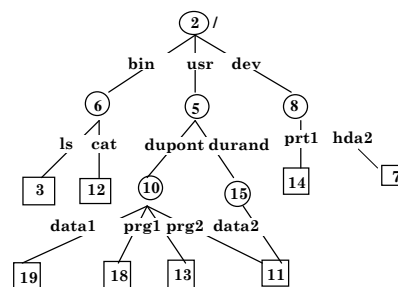 2 /
bin usr dev
6 5 8
ls cat dupont durand prt1 hda2
3 12 10 15 14 7
data1 prg1 prg2 data2
19 18 13 11